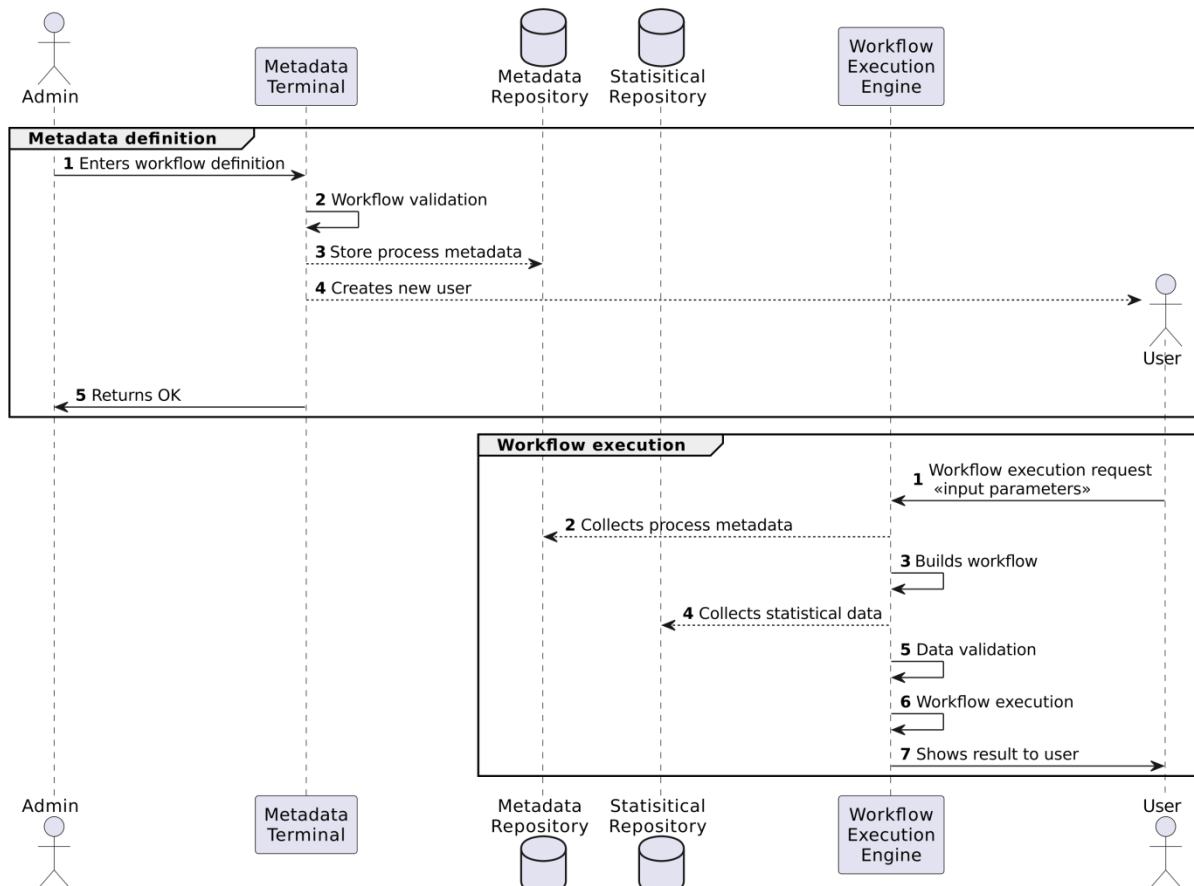 Admin
Metadata
Terminal
Metadata
Repository
Statisitical
Repository
Workflow
Execution
Engine
Metadata definition
1 Enters workflow definition
2 Workflow validation
3 Store process metadata
4 Creates new user
User
5 Returns OK
Workflow execution
1 Workflow execution request
«input parameters»
2 Collects process metadata
3 Builds workflow
4 Collects statistical data
5 Data validation
6 Workflow execution
7 Shows result to user
Admin
Metadata
Terminal
Metadata
Repository
Statisitical
Repository
Workflow
Execution
Engine
User